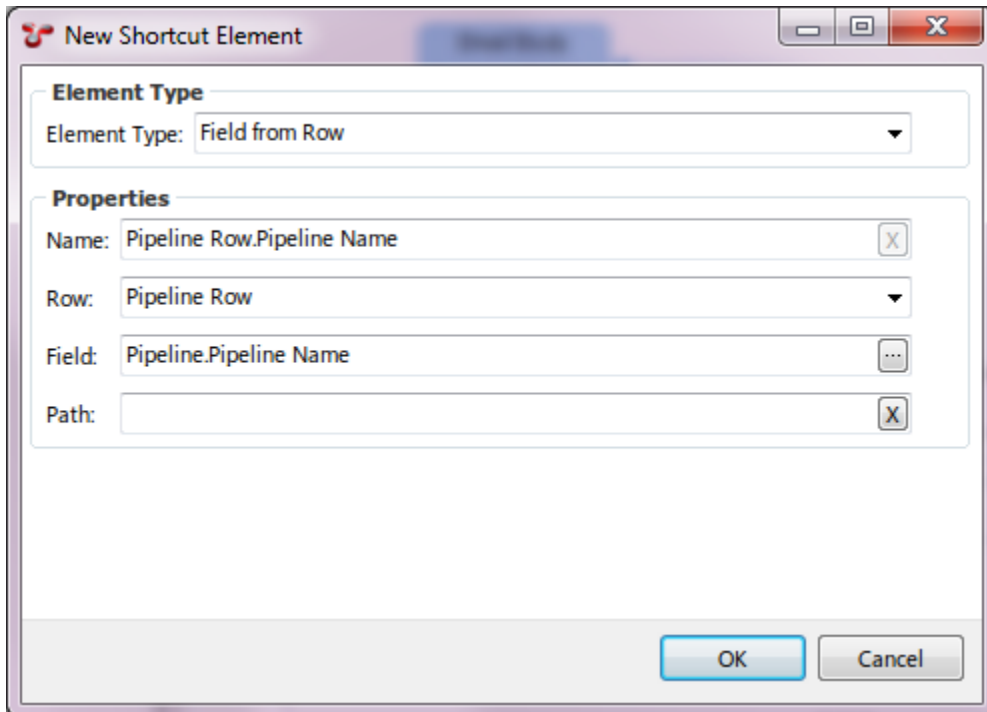 New Shortcut Element
Element Type
Element Type: Field from Row
Properties
Name: Pipeline Row.Pipeline Name X
Row: Pipeline Row
Field: Pipeline.Pipeline Name ...
Path: X
OK Cancel